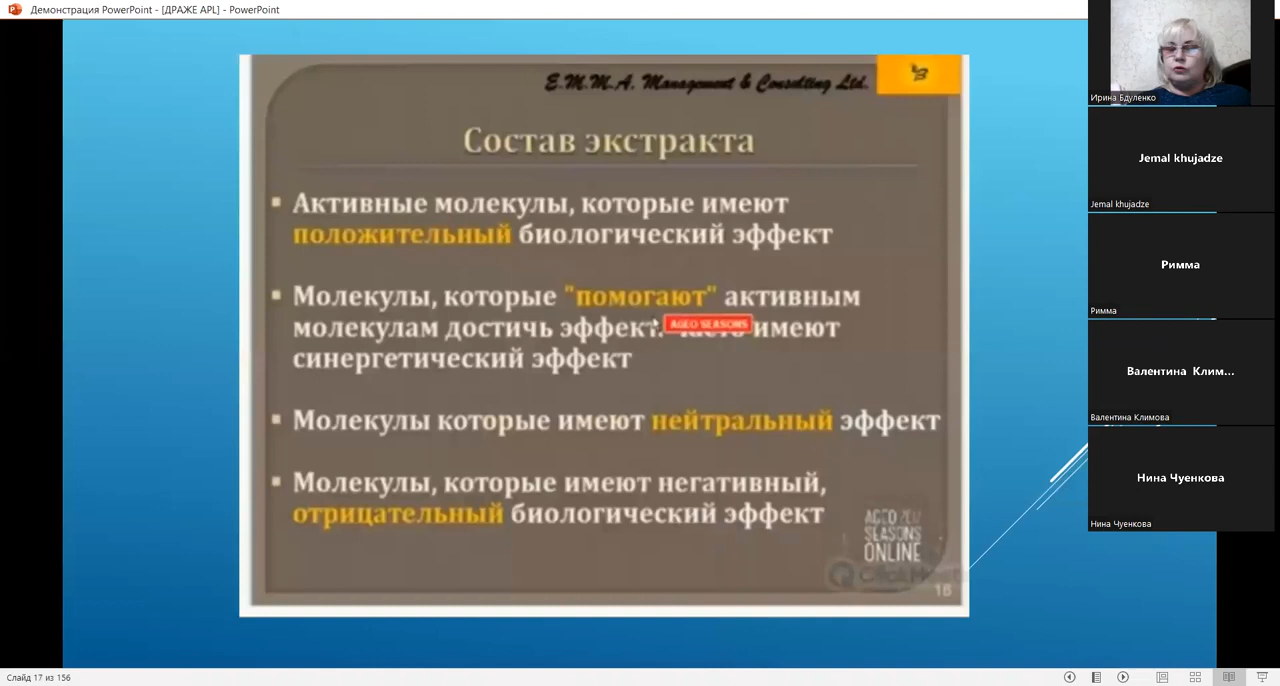 Демонстрация PowerPoint - [ДРАЖЕ APL] - PowerPoint
E.M.M.A. Management & Consulting Ltd.
Состав экстракта
Активные молекулы, которые имеют
положительный биологический эффект
Молекулы, которые "помогают" активным
молекулам достичь эффект. AGEO SEASONS имеют
синергетический эффект
Молекулы которые имеют нейтральный эффект
Молекулы, которые имеют негативный,
отрицательный биологический эффект
AGEO
SEASONS
ONLINE
16
Ирина Бдуленко
Jemal khujadze
Jemal khujadze
Римма
Римма
Валентина Клим...
Валентина Климова
Нина Чуенкова
Нина Чуенкова
Слайд 17 из 156